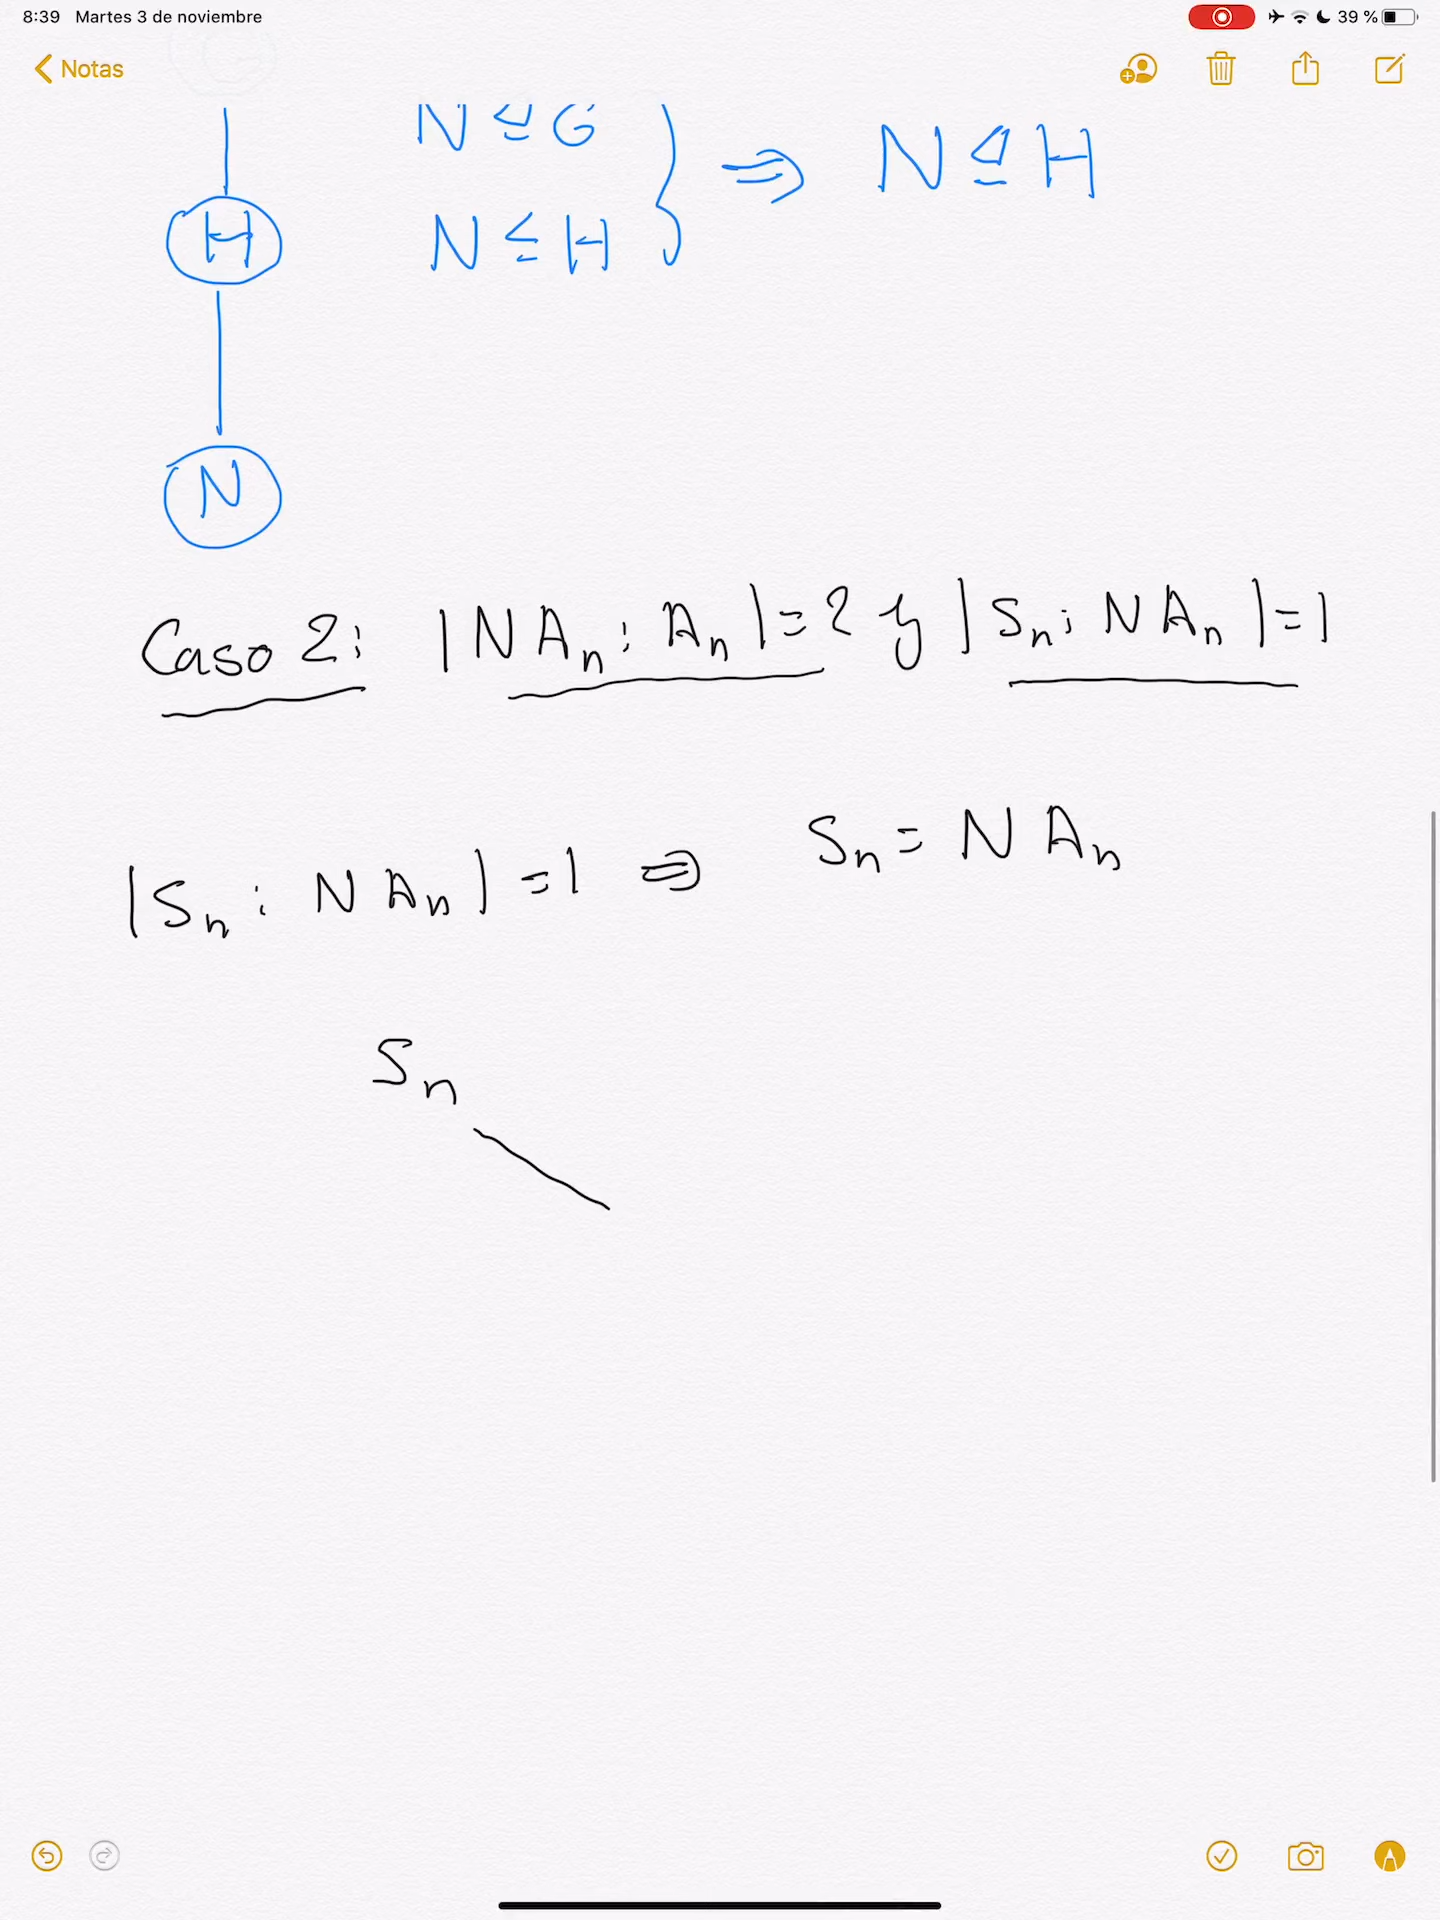 8:39 Martes 3 de noviembre 39 %
Notas
N ⊴ G
N ≤ H
⇒ N ⊴ H
H
N
Caso 2: |NAₙ : Aₙ| = 2 y |Sₙ : NAₙ| = 1
|Sₙ : NAₙ| = 1 ⇒ Sₙ = NAₙ
Sₙ